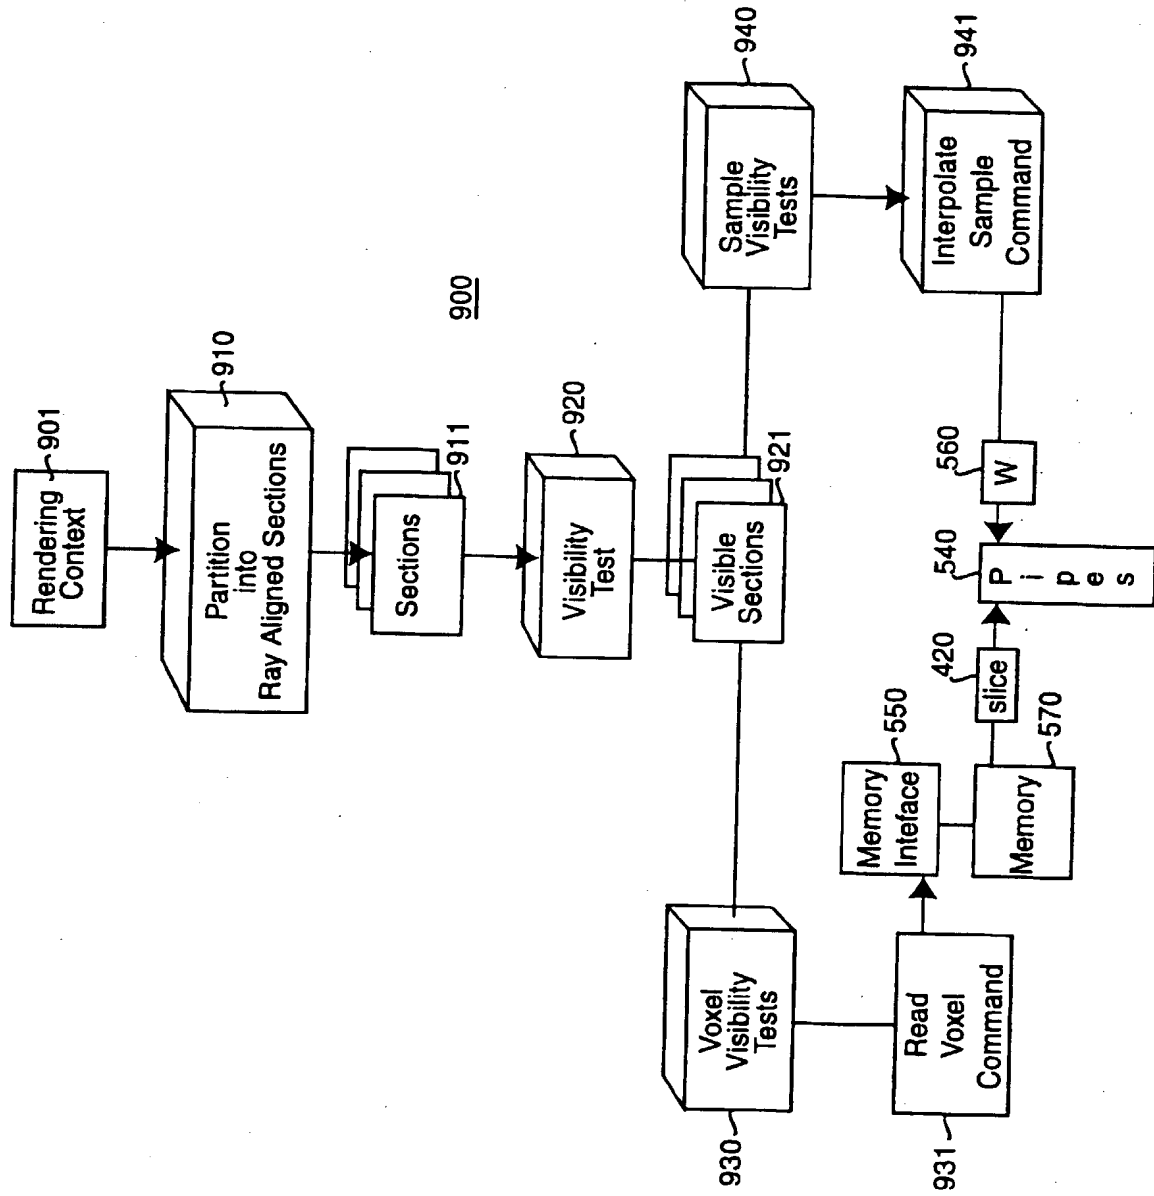 Rendering
Context
901
Partition
into
Ray Aligned Sections
910
Sections
911
900
Visibility
Test
920
Visible
Sections
921
Voxel
Visibility
Tests
930
Sample
Visibility
Tests
940
Read
Voxel
Command
931
Memory
Inteface
550
Memory
570
slice
420
Pipes
540
W
560
Interpolate
Sample
Command
941